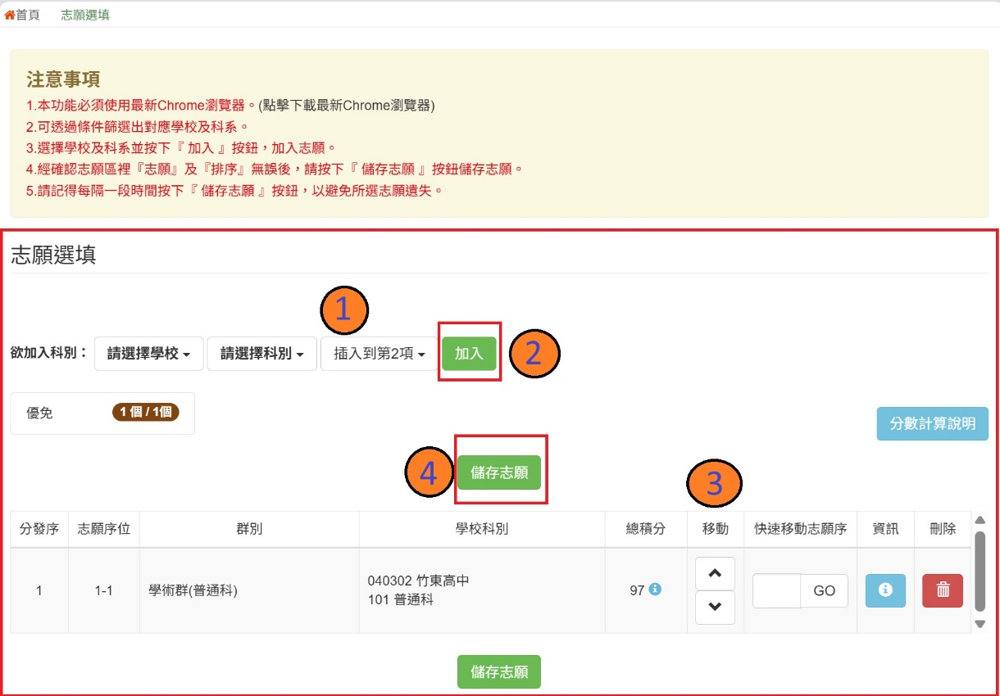 首頁 志願選填
注意事項
1.本功能必須使用最新Chrome瀏覽器。(點擊下載最新Chrome瀏覽器)
2.可透過條件篩選出對應學校及科系。
3.選擇學校及科系並按下『 加入 』按鈕，加入志願。
4.經確認志願區裡『志願』及『排序』無誤後，請按下『 儲存志願 』按鈕儲存志願。
5.請記得每隔一段時間按下『 儲存志願 』按鈕，以避免所選志願遺失。
志願選填
1
欲加入科別： 請選擇學校 請選擇科別 插入到第2項 加入 2
優免 1 個 / 1個
分數計算說明
4 儲存志願 3
分發序 志願序位 群別 學校科別 總積分 移動 快速移動志願序 資訊 刪除
1 1-1 學術群(普通科) 040302 竹東高中 97 GO
101 普通科
儲存志願